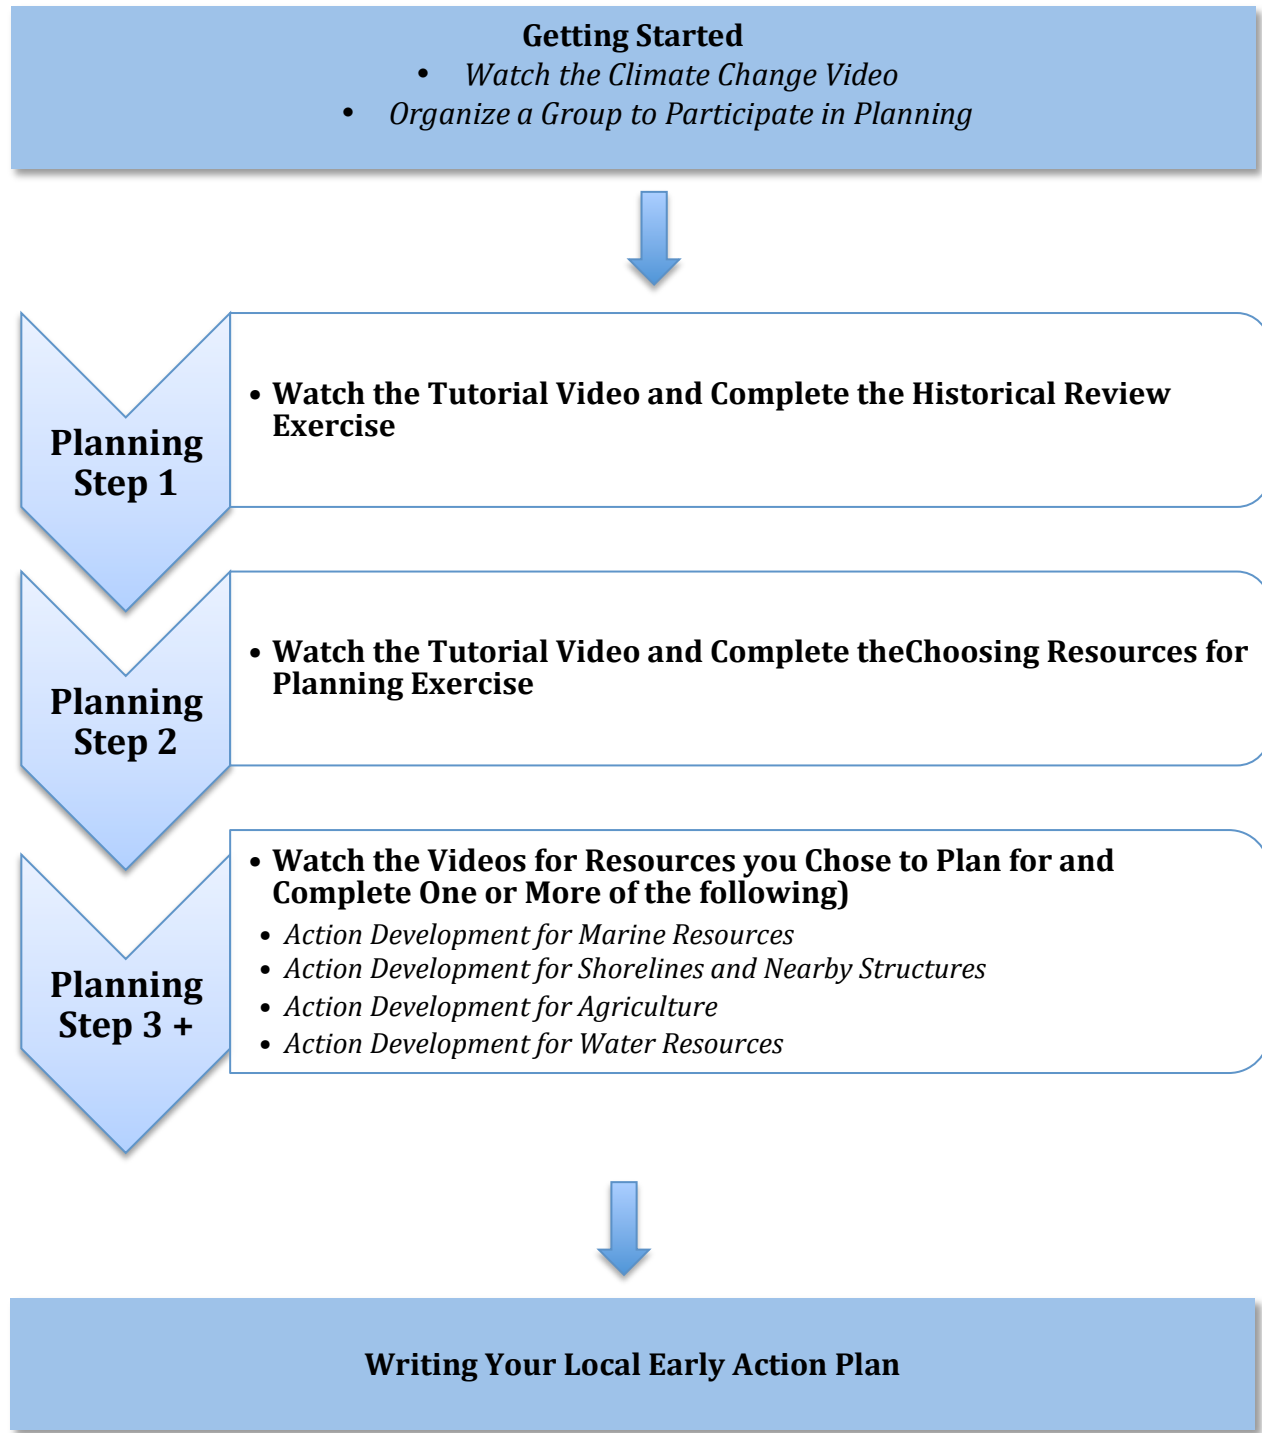 Getting Started
• Watch the Climate Change Video
• Organize a Group to Participate in Planning
Planning
Step 1
• Watch the Tutorial Video and Complete the Historical Review
Exercise
Planning
Step 2
• Watch the Tutorial Video and Complete theChoosing Resources for
Planning Exercise
Planning
Step 3 +
• Watch the Videos for Resources you Chose to Plan for and
Complete One or More of the following)
• Action Development for Marine Resources
• Action Development for Shorelines and Nearby Structures
• Action Development for Agriculture
• Action Development for Water Resources
Writing Your Local Early Action Plan